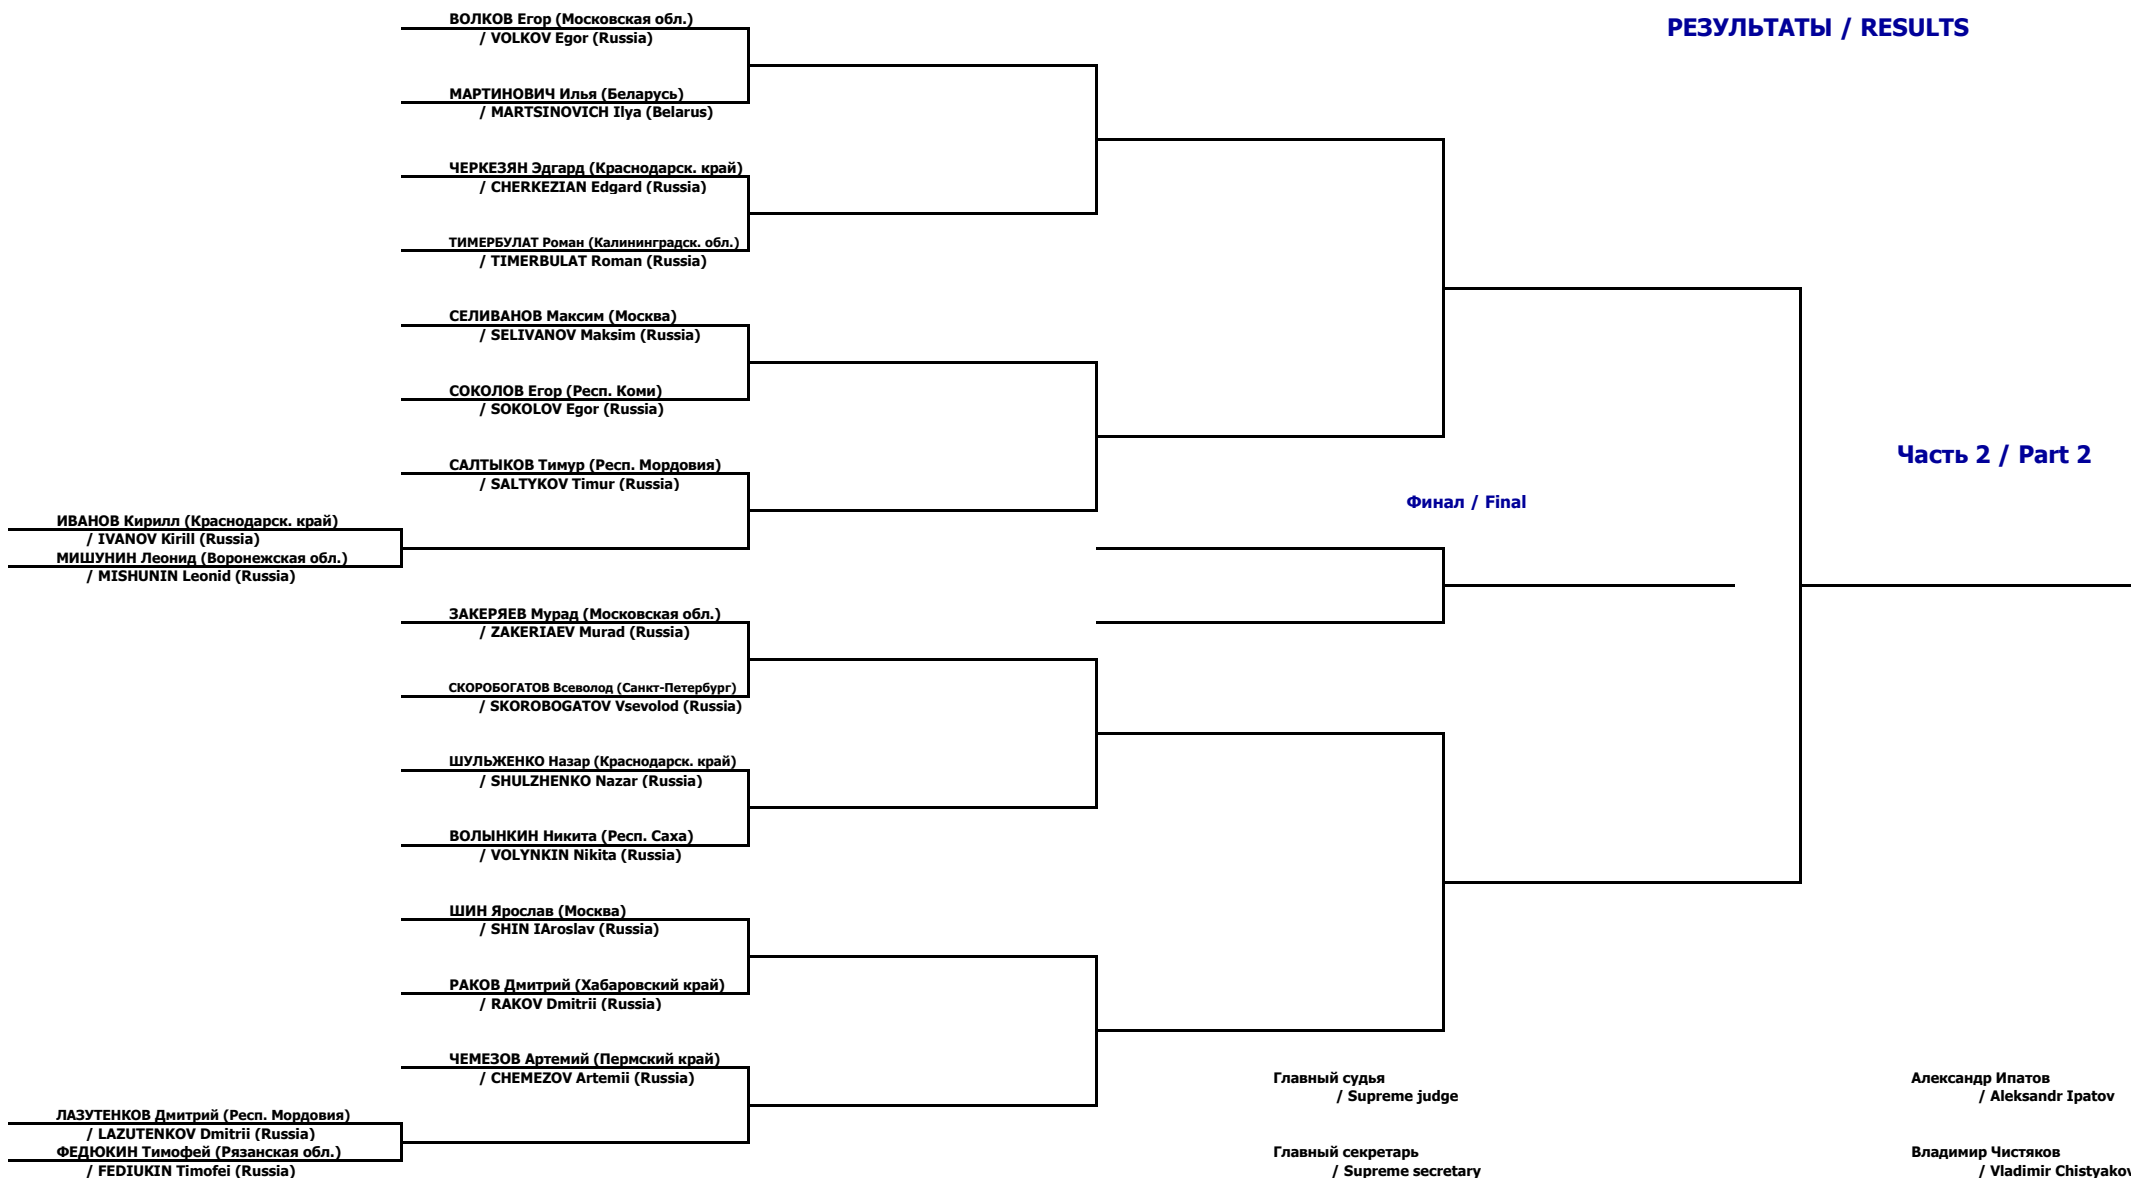 РЕЗУЛЬТАТЫ / RESULTS
ВОЛКОВ Егор (Московская обл.)
/ VOLKOV Egor (Russia)
МАРТИНОВИЧ Илья (Беларусь)
/ MARTSINOVICH Ilya (Belarus)
ЧЕРКЕЗЯН Эдгард (Краснодарск. край)
/ CHERKEZIAN Edgard (Russia)
ТИМЕРБУЛАТ Роман (Калининградск. обл.)
/ TIMERBULAT Roman (Russia)
СЕЛИВАНОВ Максим (Москва)
/ SELIVANOV Maksim (Russia)
СОКОЛОВ Егор (Респ. Коми)
/ SOKOLOV Egor (Russia)
САЛТЫКОВ Тимур (Респ. Мордовия)
/ SALTYKOV Timur (Russia)
Часть 2 / Part 2
Финал / Final
ИВАНОВ Кирилл (Краснодарск. край)
/ IVANOV Kirill (Russia)
МИШУНИН Леонид (Воронежская обл.)
/ MISHUNIN Leonid (Russia)
ЗАКЕРЯЕВ Мурад (Московская обл.)
/ ZAKERIAEV Murad (Russia)
СКОРОБОГАТОВ Всеволод (Санкт-Петербург)
/ SKOROBOGATOV Vsevolod (Russia)
ШУЛЬЖЕНКО Назар (Краснодарск. край)
/ SHULZHENKO Nazar (Russia)
ВОЛЫНКИН Никита (Респ. Саха)
/ VOLYNKIN Nikita (Russia)
ШИН Ярослав (Москва)
/ SHIN IAroslav (Russia)
РАКОВ Дмитрий (Хабаровский край)
/ RAKOV Dmitrii (Russia)
ЧЕМЕЗОВ Артемий (Пермский край)
/ CHEMEZOV Artemii (Russia)
ЛАЗУТЕНКОВ Дмитрий (Респ. Мордовия)
/ LAZUTENKOV Dmitrii (Russia)
ФЕДЮКИН Тимофей (Рязанская обл.)
/ FEDIUKIN Timofei (Russia)
Главный судья
/ Supreme judge
Александр Ипатов
/ Aleksandr Ipatov
Главный секретарь
/ Supreme secretary
Владимир Чистяков
/ Vladimir Chistyakov